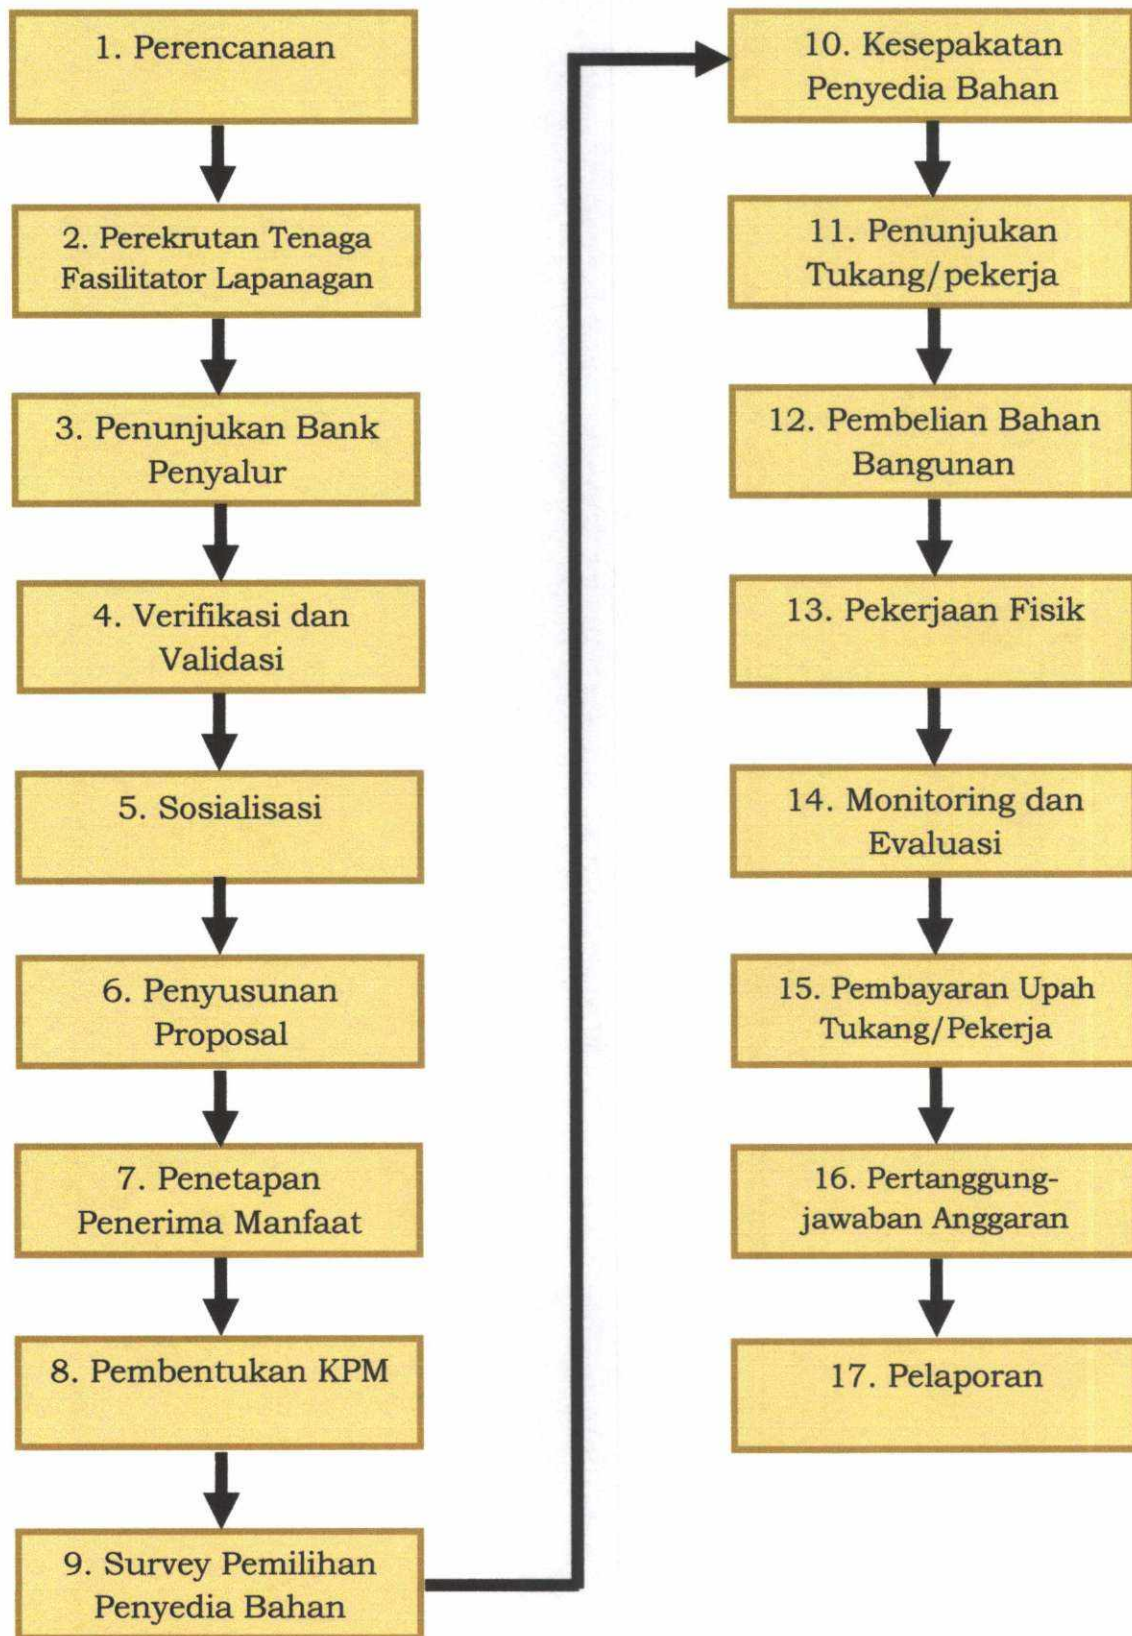 1. Perencanaan
2. Perekrutan Tenaga
Fasilitator Lapanagan
3. Penunjukan Bank
Penyalur
4. Verifikasi dan
Validasi
5. Sosialisasi
6. Penyusunan
Proposal
7. Penetapan
Penerima Manfaat
8. Pembentukan KPM
9. Survey Pemilihan
Penyedia Bahan
10. Kesepakatan
Penyedia Bahan
11. Penunjukan
Tukang/pekerja
12. Pembelian Bahan
Bangunan
13. Pekerjaan Fisik
14. Monitoring dan
Evaluasi
15. Pembayaran Upah
Tukang/Pekerja
16. Pertanggung-
jawaban Anggaran
17. Pelaporan